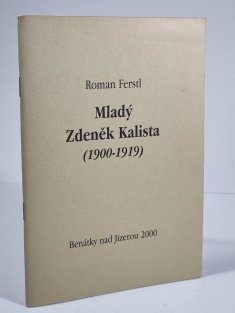 Roman Ferstl
Mladý
Zdeněk Kalista
(1900-1919)
Benátky nad Jizerou 2000